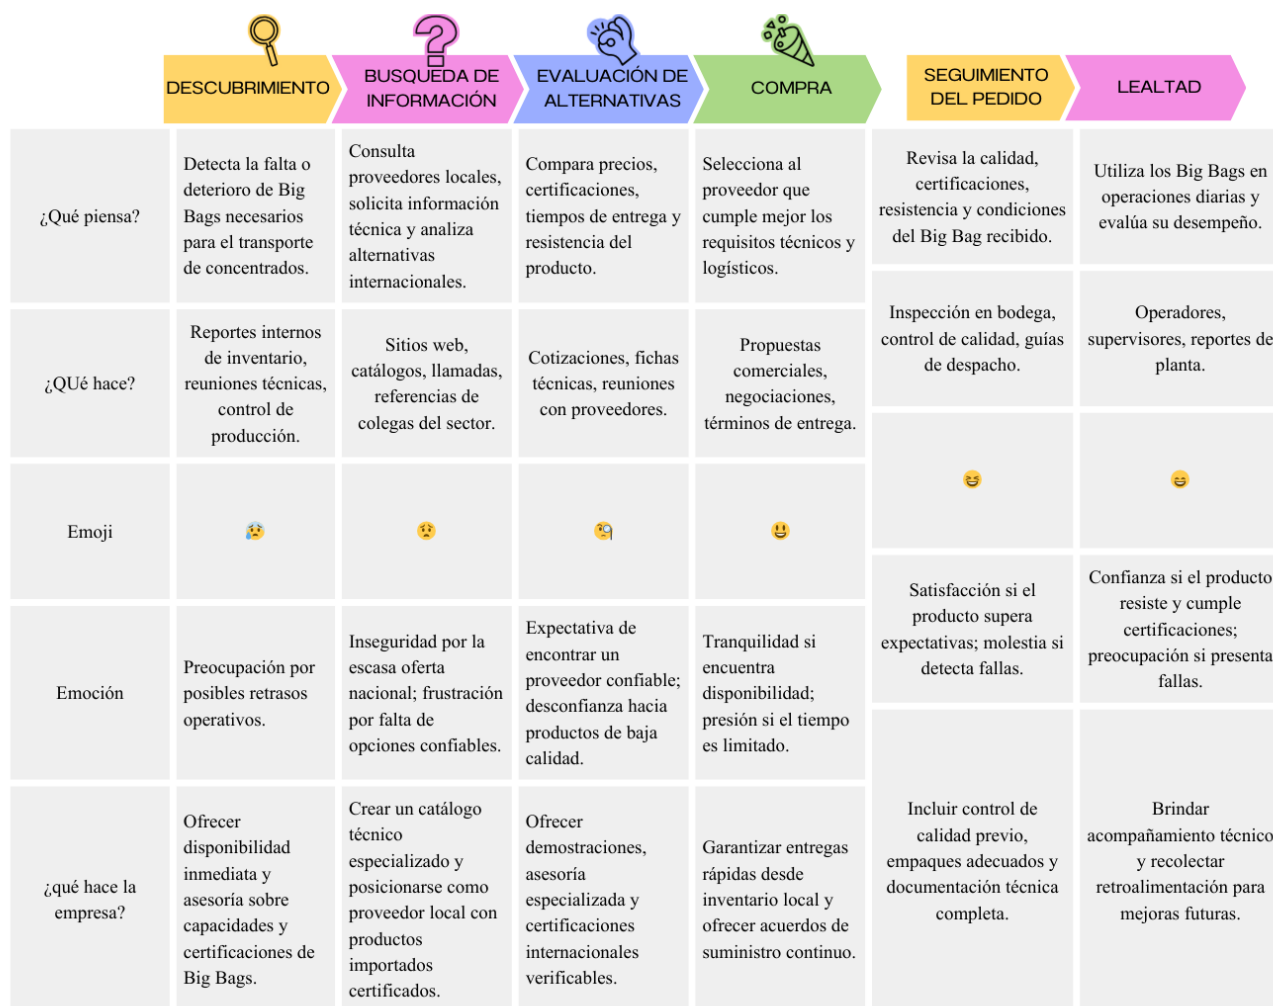 DESCUBRIMIENTO
BUSQUEDA DE
INFORMACIÓN
EVALUACIÓN DE
ALTERNATIVAS
COMPRA
SEGUIMIENTO
DEL PEDIDO
LEALTAD
¿Qué piensa?
Detecta la falta o
deterioro de Big
Bags necesarios
para el transporte
de concentrados.
Consulta
proveedores locales,
solicita información
técnica y analiza
alternativas
internacionales.
Compara precios,
certificaciones,
tiempos de entrega y
resistencia del
producto.
Selecciona al
proveedor que
cumple mejor los
requisitos técnicos y
logísticos.
Revisa la calidad,
certificaciones,
resistencia y condiciones
del Big Bag recibido.
Utiliza los Big Bags en
operaciones diarias y
evalúa su desempeño.
¿QUé hace?
Reportes internos
de inventario,
reuniones técnicas,
control de
producción.
Sitios web,
catálogos, llamadas,
referencias de
colegas del sector.
Cotizaciones, fichas
técnicas, reuniones
con proveedores.
Propuestas
comerciales,
negociaciones,
términos de entrega.
Inspección en bodega,
control de calidad, guías
de despacho.
Operadores,
supervisores, reportes de
planta.
Emoji
😰
😟
🧐
😃
😆
😄
Emoción
Preocupación por
posibles retrasos
operativos.
Inseguridad por la
escasa oferta
nacional; frustración
por falta de
opciones confiables.
Expectativa de
encontrar un
proveedor confiable;
desconfianza hacia
productos de baja
calidad.
Tranquilidad si
encuentra
disponibilidad;
presión si el tiempo
es limitado.
Satisfacción si el
producto supera
expectativas; molestia si
detecta fallas.
Confianza si el producto
resiste y cumple
certificaciones;
preocupación si presenta
fallas.
¿qué hace la
empresa?
Ofrecer
disponibilidad
inmediata y
asesoría sobre
capacidades y
certificaciones de
Big Bags.
Crear un catálogo
técnico
especializado y
posicionarse como
proveedor local con
productos
importados
certificados.
Ofrecer
demostraciones,
asesoría
especializada y
certificaciones
internacionales
verificables.
Garantizar entregas
rápidas desde
inventario local y
ofrecer acuerdos de
suministro continuo.
Incluir control de
calidad previo,
empaques adecuados y
documentación técnica
completa.
Brindar
acompañamiento técnico
y recolectar
retroalimentación para
mejoras futuras.